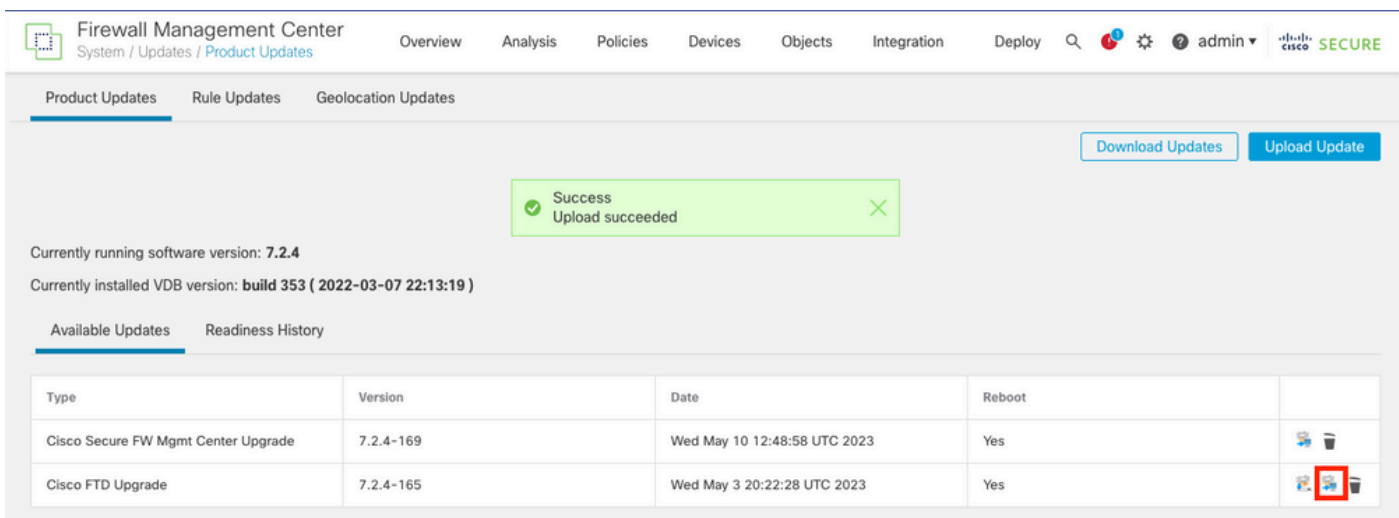 Firewall Management Center
System / Updates / Product Updates
Overview Analysis Policies Devices Objects Integration Deploy 1 admin cisco SECURE
Product Updates Rule Updates Geolocation Updates
Download Updates Upload Update
Success
Upload succeeded
Currently running software version: 7.2.4
Currently installed VDB version: build 353 ( 2022-03-07 22:13:19 )
Available Updates Readiness History
Type Version Date Reboot
Cisco Secure FW Mgmt Center Upgrade 7.2.4-169 Wed May 10 12:48:58 UTC 2023 Yes
Cisco FTD Upgrade 7.2.4-165 Wed May 3 20:22:28 UTC 2023 Yes